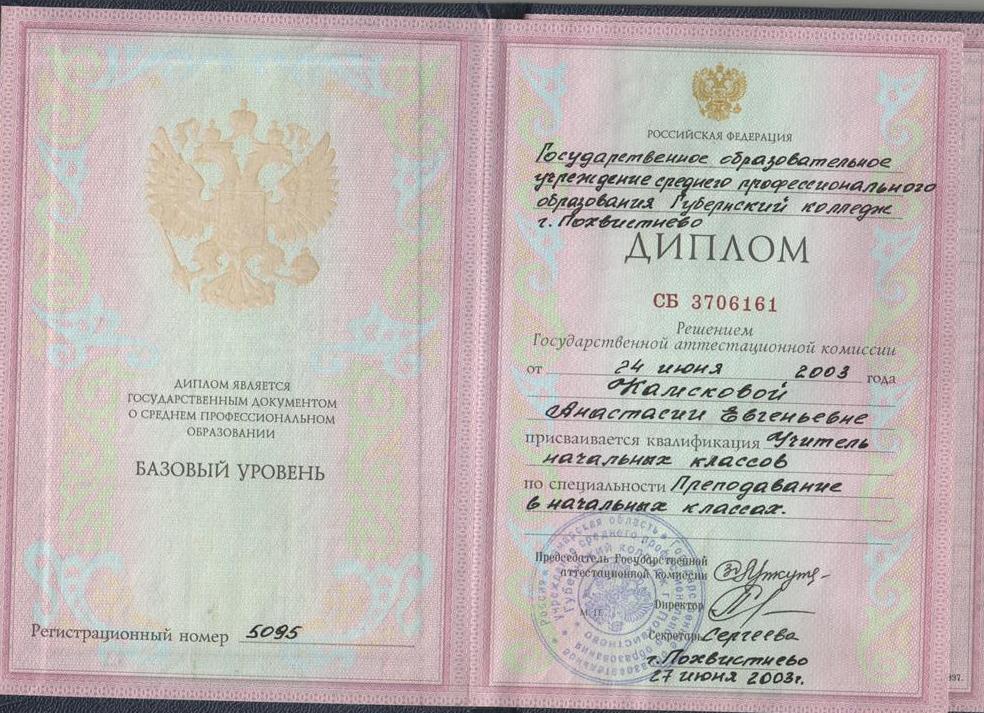 ДИПЛОМ ЯВЛЯЕТСЯ
ГОСУДАРСТВЕННЫМ ДОКУМЕНТОМ
О СРЕДНЕМ ПРОФЕССИОНАЛЬНОМ
ОБРАЗОВАНИИ
БАЗОВЫЙ УРОВЕНЬ
Регистрационный номер 5095
РОССИЙСКАЯ ФЕДЕРАЦИЯ
Государственное образовательное
учреждение среднего профессионального
образования Губернский колледж
г. Похвистнево
ДИПЛОМ
СБ 3706161
Решением
Государственной аттестационной комиссии
от 24 июня 2003 года
Камсковой
Анастасии Евгеньевне
присваивается квалификация Учитель
начальных классов
по специальности Преподавание
в начальных классах.
Председатель Государственной
аттестационной комиссии
Директор
М.П.
Секретарь Сергеева
г. Похвистнево
27 июня 2003г.